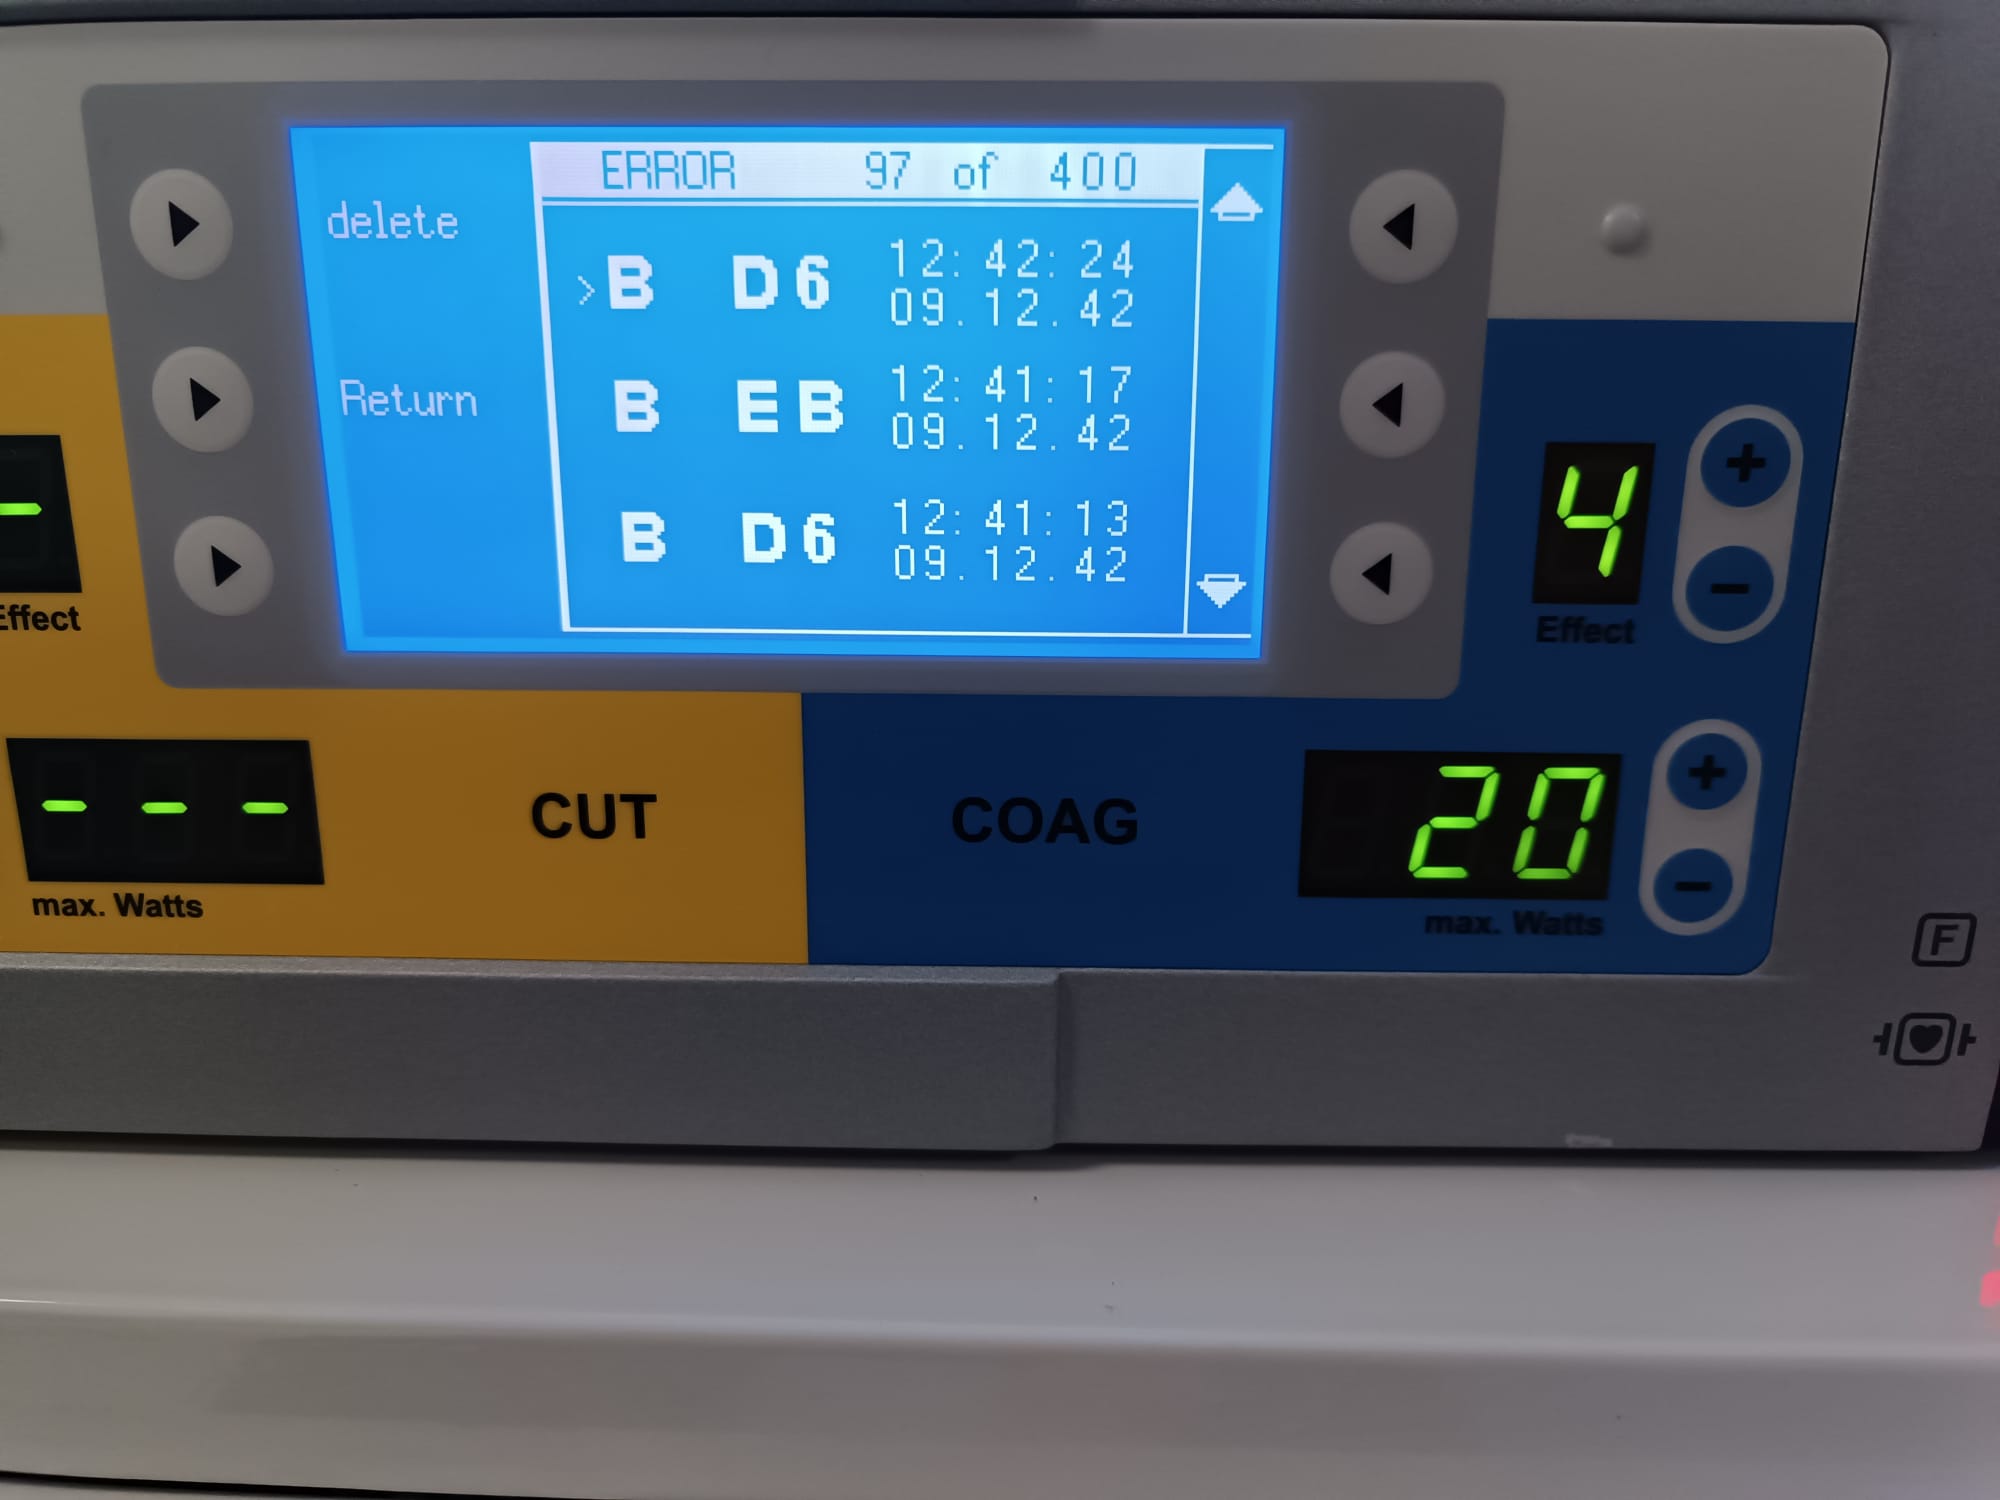 ERROR 97 of 400
delete
>B D6 12:42:24
09.12.42
Return
B EB 12:41:17
09.12.42
B D6 12:41:13
09.12.42
-
Effect
4
Effect
- - -
max. Watts
CUT
COAG
20
max. Watts
+
-
+
-
F